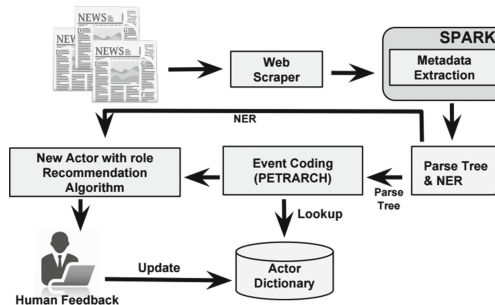 NEWS
NEWS
NEWS
SPARK
Web
Scraper
Metadata
Extraction
NER
New Actor with role
Recommendation
Algorithm
Event Coding
(PETRARCH)
Parse Tree
& NER
Parse
Tree
Lookup
Update
Actor
Dictionary
Human Feedback